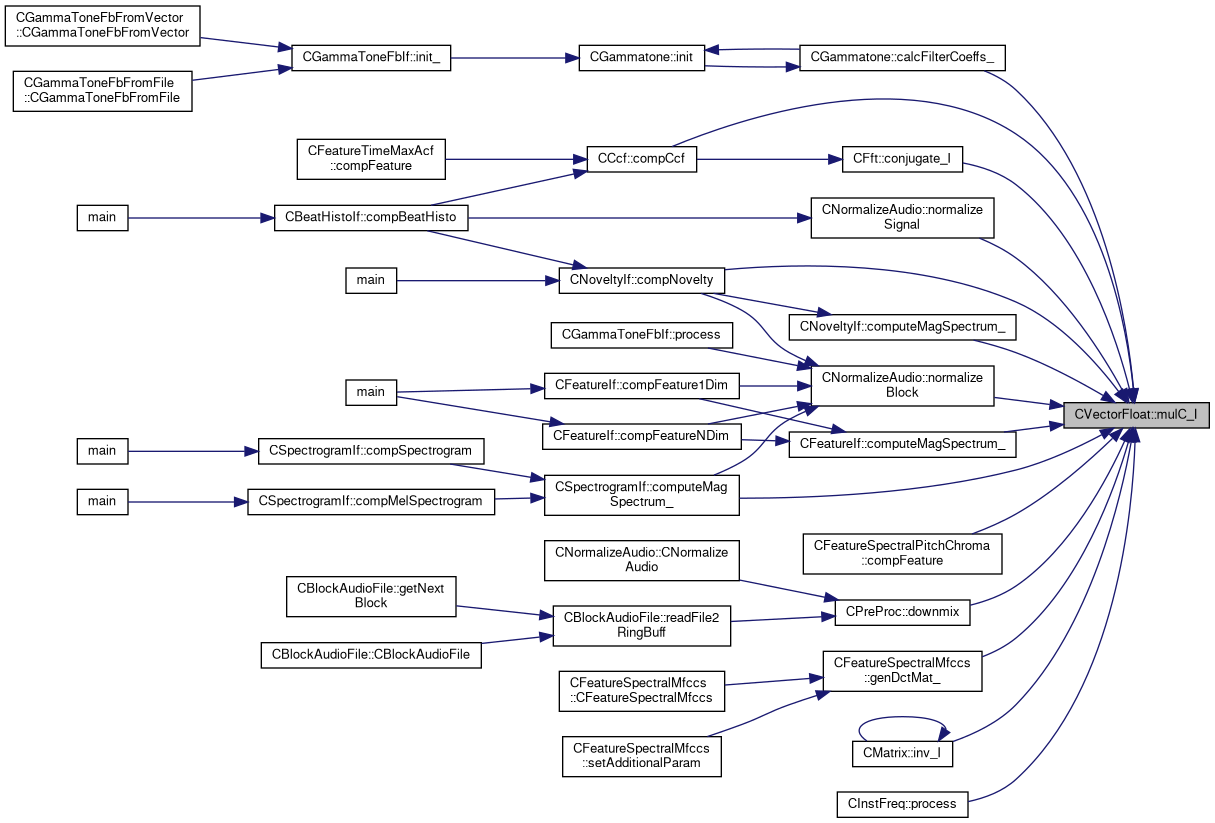 CGammaToneFbFromVector
::CGammaToneFbFromVector
CGammaToneFbIf::init_
CGammatone::init
CGammatone::calcFilterCoeffs_
CGammaToneFbFromFile
::CGammaToneFbFromFile
CFeatureTimeMaxAcf
::compFeature
CCcf::compCcf
CFft::conjugate_I
main
CBeatHistoIf::compBeatHisto
CNormalizeAudio::normalize
Signal
main
CNoveltyIf::compNovelty
CNoveltyIf::computeMagSpectrum_
CGammaToneFbIf::process
CNormalizeAudio::normalize
Block
main
CFeatureIf::compFeature1Dim
CVectorFloat::mulC_I
CFeatureIf::compFeatureNDim
CFeatureIf::computeMagSpectrum_
main
CSpectrogramIf::compSpectrogram
CSpectrogramIf::computeMag
Spectrum_
main
CSpectrogramIf::compMelSpectrogram
CFeatureSpectralPitchChroma
::compFeature
CNormalizeAudio::CNormalize
Audio
CBlockAudioFile::getNext
Block
CBlockAudioFile::readFile2
RingBuff
CPreProc::downmix
CBlockAudioFile::CBlockAudioFile
CFeatureSpectralMfccs
::genDctMat_
CFeatureSpectralMfccs
::CFeatureSpectralMfccs
CFeatureSpectralMfccs
::setAdditionalParam
CMatrix::inv_I
CInstFreq::process